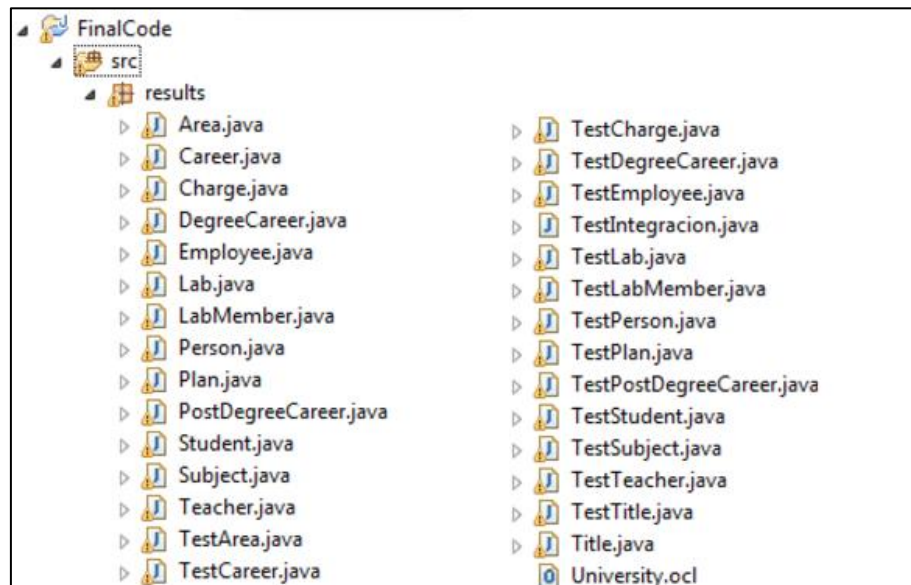 FinalCode
src
results
Area.java
Career.java
Charge.java
DegreeCareer.java
Employee.java
Lab.java
LabMember.java
Person.java
Plan.java
PostDegreeCareer.java
Student.java
Subject.java
Teacher.java
TestArea.java
TestCareer.java
TestCharge.java
TestDegreeCareer.java
TestEmployee.java
TestIntegracion.java
TestLab.java
TestLabMember.java
TestPerson.java
TestPlan.java
TestPostDegreeCareer.java
TestStudent.java
TestSubject.java
TestTeacher.java
TestTitle.java
Title.java
University.ocl